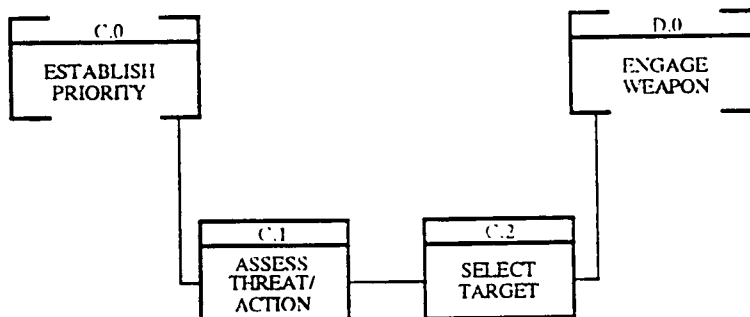 C.0
ESTABLISH
PRIORITY
D.0
ENGAGE
WEAPON
C.1
ASSESS
THREAT/
ACTION
C.2
SELECT
TARGET